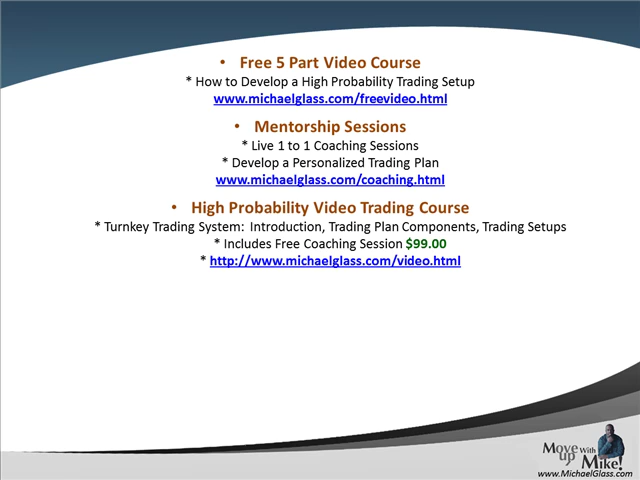 • Free 5 Part Video Course
* How to Develop a High Probability Trading Setup
www.michaelglass.com/freevideo.html
• Mentorship Sessions
* Live 1 to 1 Coaching Sessions
* Develop a Personalized Trading Plan
www.michaelglass.com/coaching.html
• High Probability Video Trading Course
* Turnkey Trading System: Introduction, Trading Plan Components, Trading Setups
* Includes Free Coaching Session $99.00
* http://www.michaelglass.com/video.html
Move up With Mike!
www.MichaelGlass.com